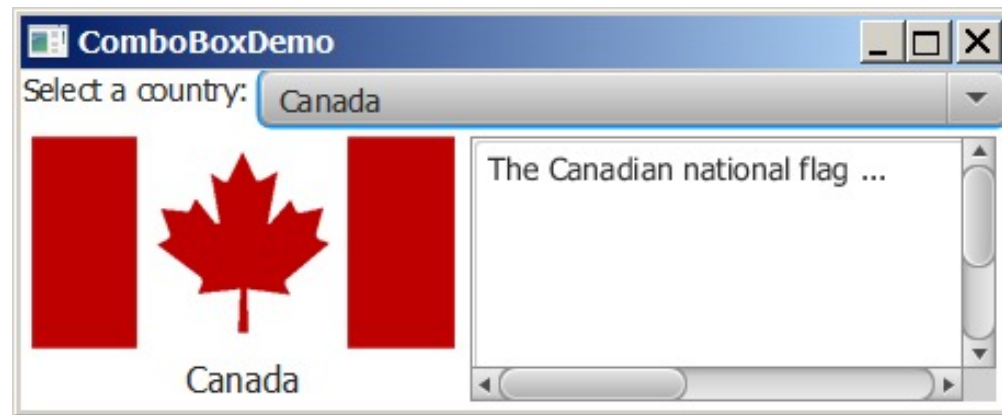 ComboBoxDemo
Select a country: Canada
The Canadian national flag ...
Canada